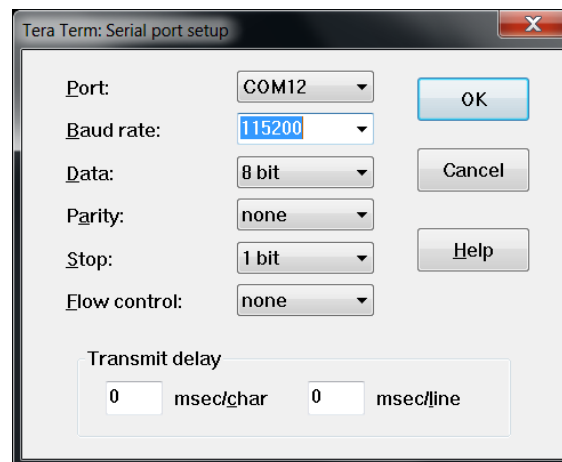 Tera Term: Serial port setup
Port: COM12 OK
Baud rate: 115200
Data: 8 bit Cancel
Parity: none
Stop: 1 bit Help
Flow control: none
Transmit delay
0 msec/char 0 msec/line